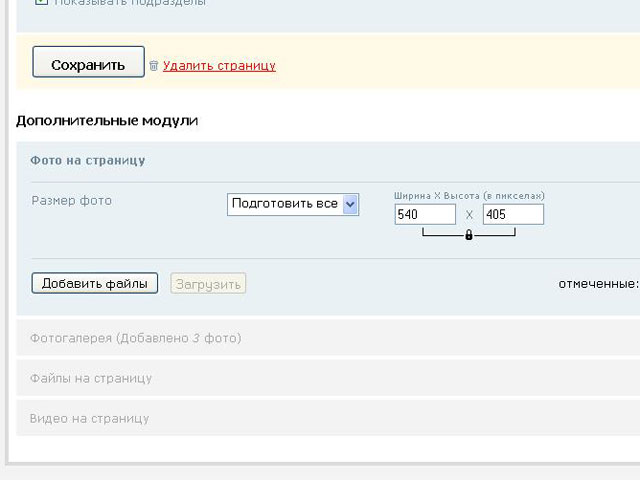 Показывать подразделы
Сохранить Удалить страницу
Дополнительные модули
Фото на страницу
Ширина X Высота (в пикселах)
Размер фото Подготовить все 540 X 405
Добавить файлы Загрузить отмеченные:
Фотогалерея (Добавлено 3 фото)
Файлы на страницу
Видео на страницу